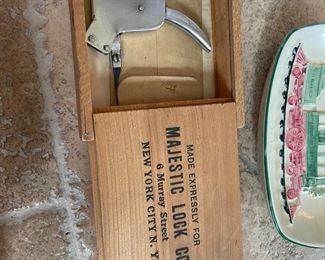 MADE EXPRESSLY FOR
MAJESTIC LOCK CO
6 Murray Street
NEW YORK CITY N. Y